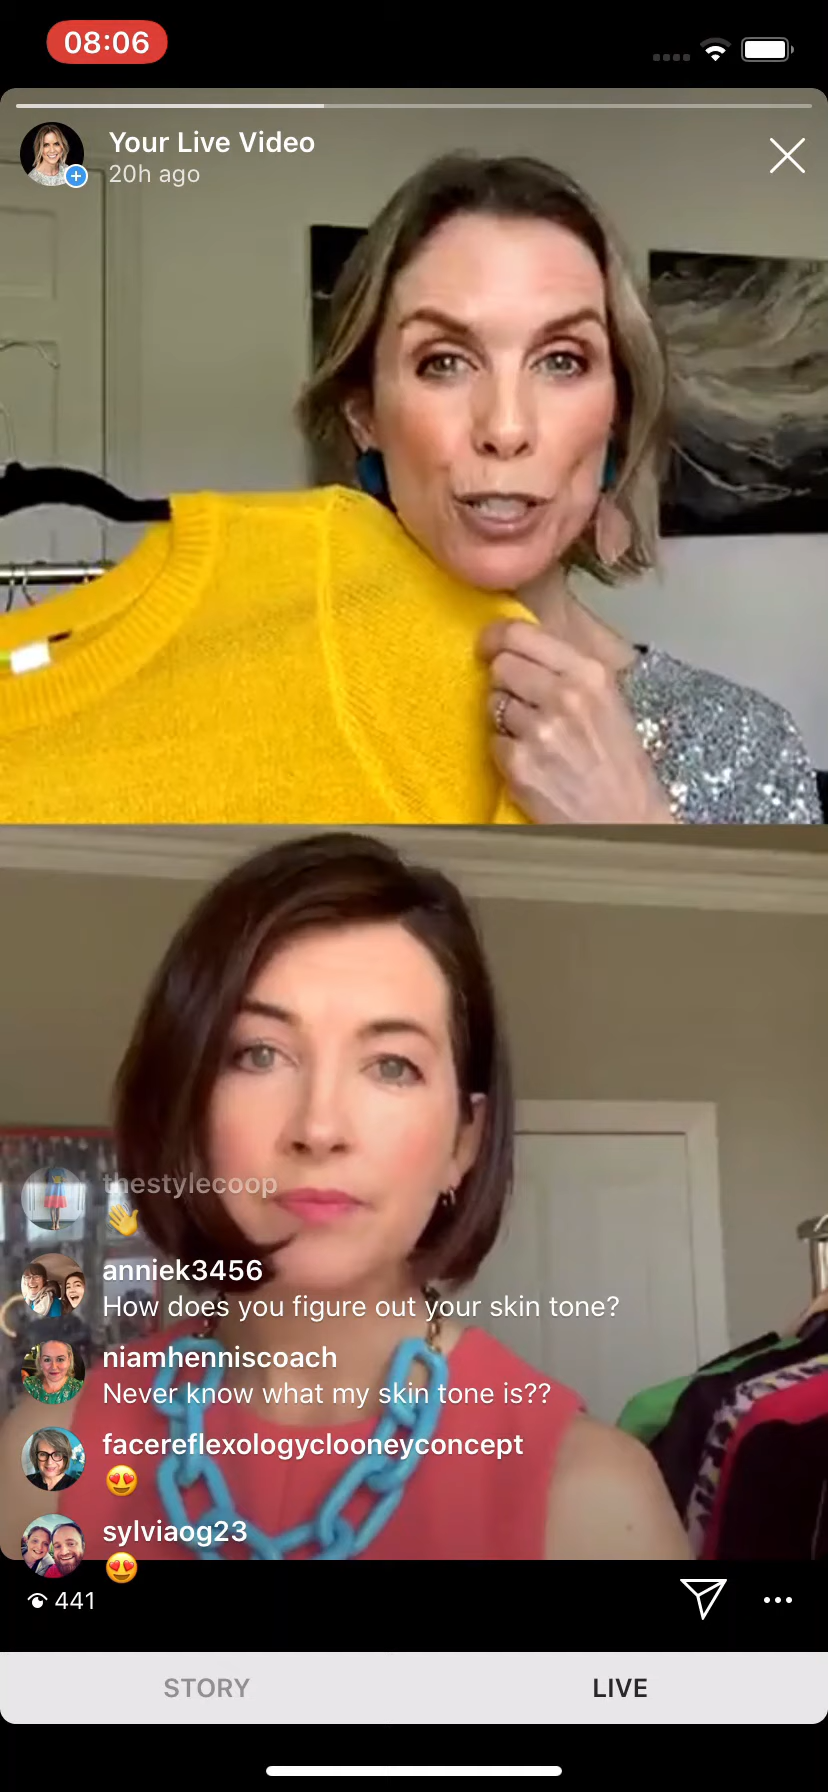 08:06
Your Live Video
20h ago
thestylecoop
👋
anniek3456
How does you figure out your skin tone?
niamhenniscoach
Never know what my skin tone is??
facereflexologyclooneyconcept
😍
sylviaog23
😍
441
STORY
LIVE